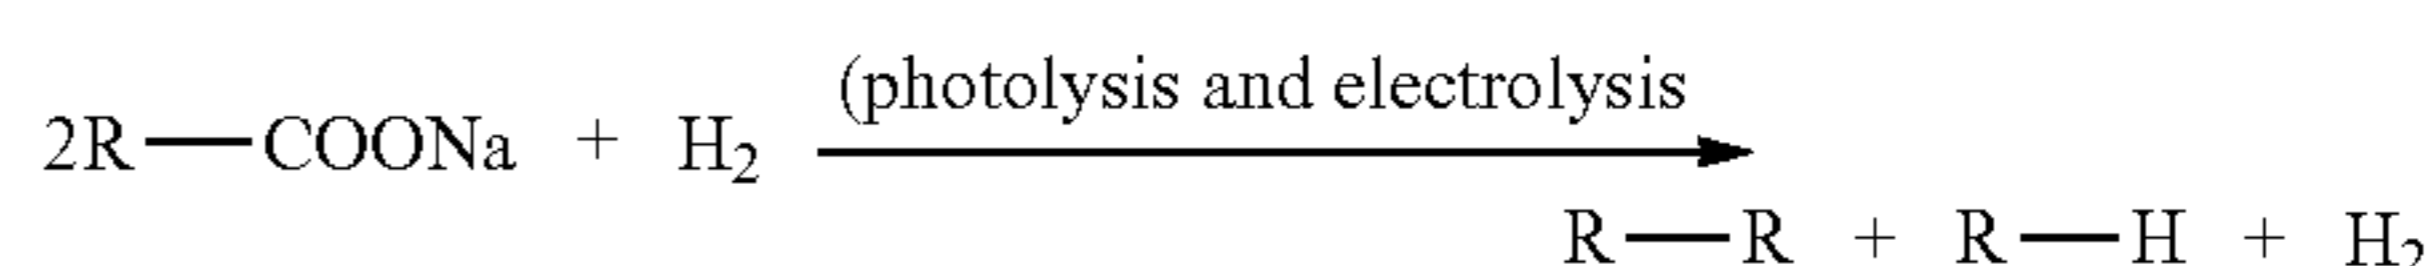 (photolysis and electrolysis
2R—COONa + H₂
R—R + R—H + H₂